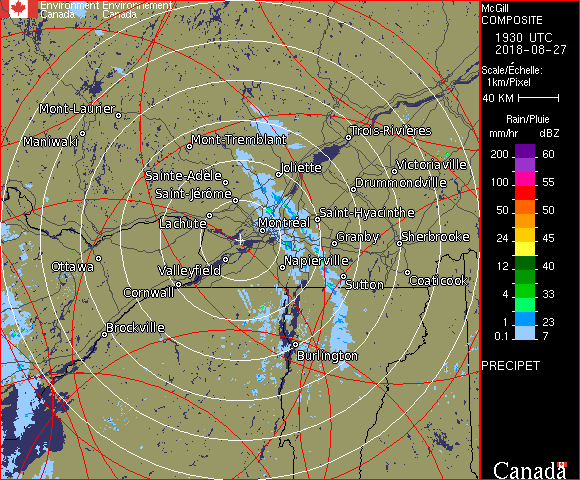 Environment Environnement
Canada Canada
McGill
COMPOSITE
1930 UTC
2018-08-27
Scale/Échelle:
1km/Pixel
40 KM
Rain/Pluie
mm/hr dBZ
200 60
100 55
50 50
24 45
12 40
4 33
1 23
0.1 7
PRECIPET
Canada
Mont-Laurier
Trois-Rivières
Maniwaki
Mont-Tremblant
Victoriaville
Joliette
Sainte-Adèle
Drummondville
Saint-Jérôme
Saint-Hyacinthe
Lachute
Montréal
Granby
Sherbrooke
Ottawa
Valleyfield
Napierville
Sutton
Coaticook
Cornwall
Brockville
Burlington